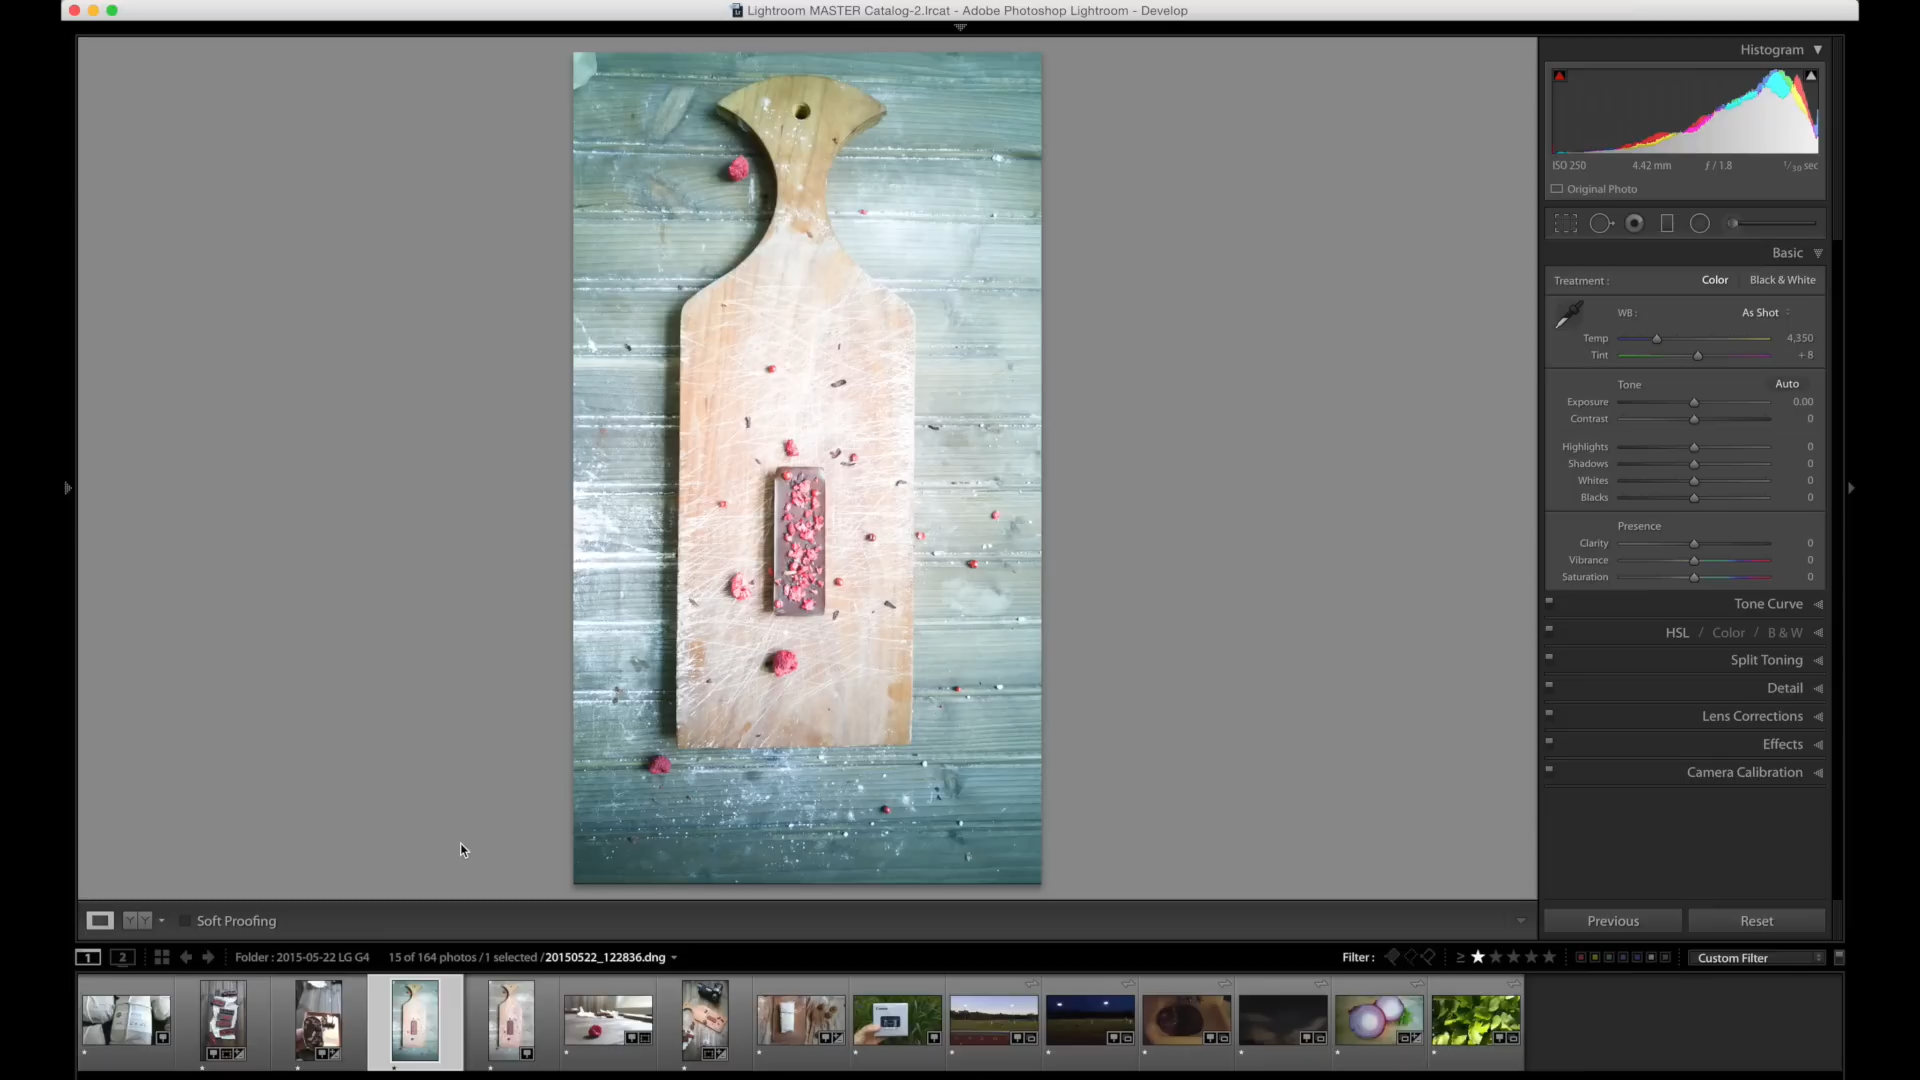 Lightroom MASTER Catalog-2.lrcat - Adobe Photoshop Lightroom - Develop
Histogram
ISO 250 4.42 mm ƒ / 1.8 1/30 sec
Original Photo
Basic
Treatment : Color Black & White
WB : As Shot
Temp 4,350
Tint + 8
Tone Auto
Exposure 0.00
Contrast 0
Highlights 0
Shadows 0
Whites 0
Blacks 0
Presence
Clarity 0
Vibrance 0
Saturation 0
Tone Curve
HSL / Color / B & W
Split Toning
Detail
Lens Corrections
Effects
Camera Calibration
Y Y Soft Proofing
Previous Reset
1 2 Folder : 2015-05-22 LG G4 15 of 164 photos / 1 selected / 20150522_122836.dng Filter : ≥ Custom Filter